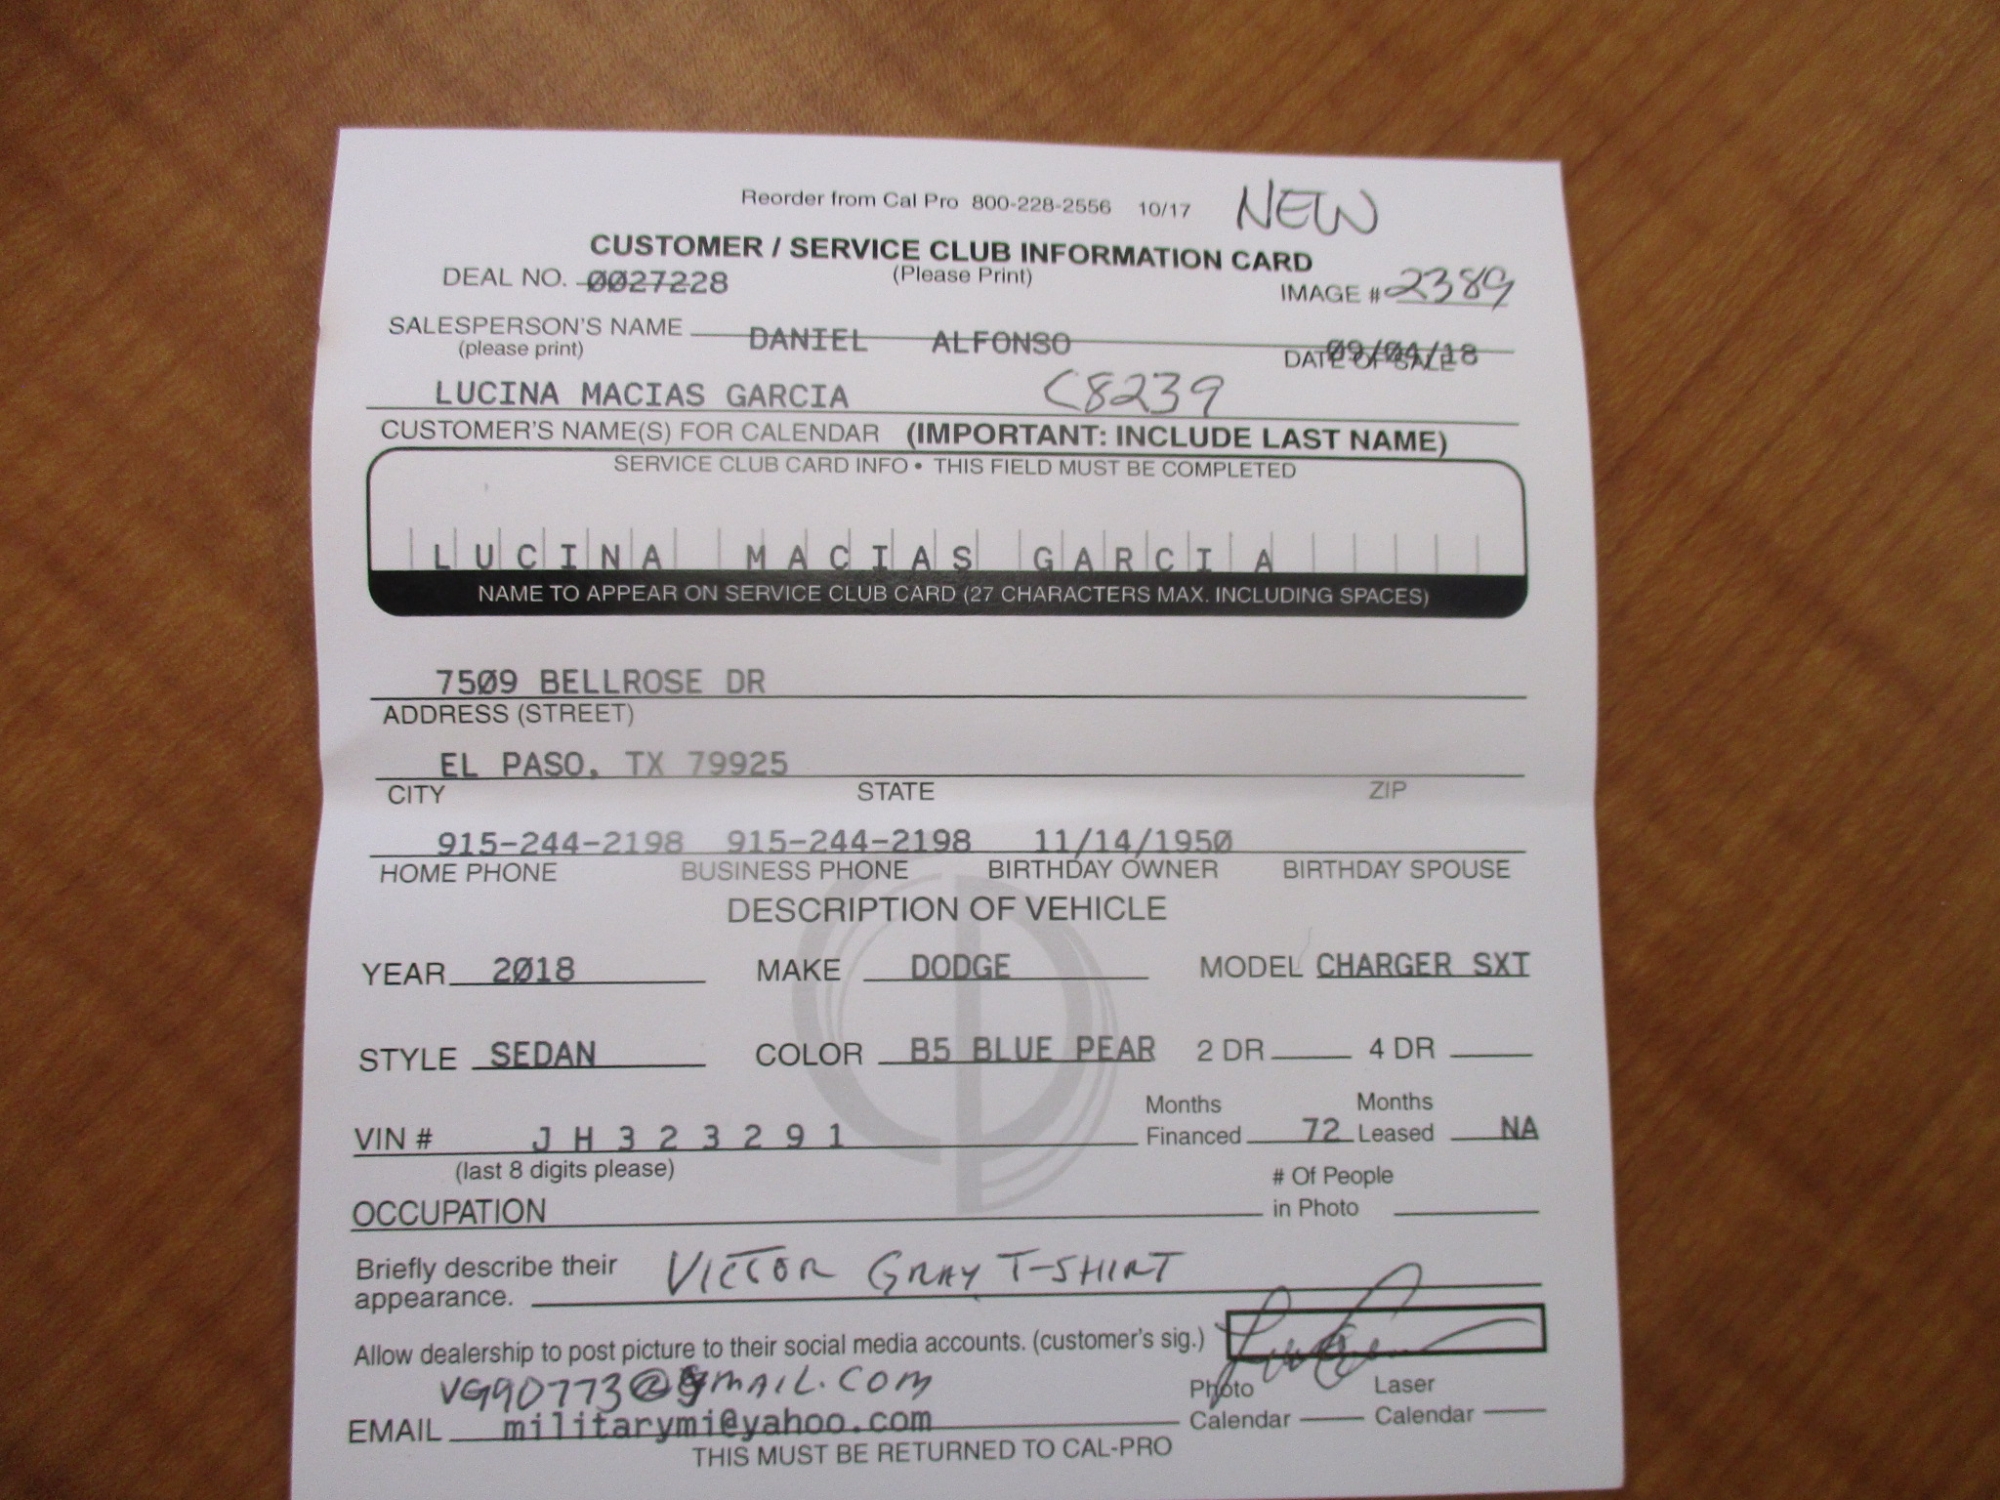 Reorder from Cal Pro 800-228-2556 10/17 NEW
CUSTOMER / SERVICE CLUB INFORMATION CARD
DEAL NO. 0027228 (Please Print) IMAGE # 2389
SALESPERSON'S NAME DANIEL ALFONSO DATE OF SALE 09/04/18
(please print)
LUCINA MACIAS GARCIA C8239
CUSTOMER'S NAME(S) FOR CALENDAR (IMPORTANT: INCLUDE LAST NAME)
SERVICE CLUB CARD INFO • THIS FIELD MUST BE COMPLETED
LUCINA MACIAS GARCIA
NAME TO APPEAR ON SERVICE CLUB CARD (27 CHARACTERS MAX. INCLUDING SPACES)
7509 BELLROSE DR
ADDRESS (STREET)
EL PASO, TX 79925
CITY STATE ZIP
915-244-2198 915-244-2198 11/14/1950
HOME PHONE BUSINESS PHONE BIRTHDAY OWNER BIRTHDAY SPOUSE
DESCRIPTION OF VEHICLE
YEAR 2018 MAKE DODGE MODEL CHARGER SXT
STYLE SEDAN COLOR B5 BLUE PEAR 2 DR 4 DR
Months Months
VIN # JH323291 Financed 72 Leased NA
(last 8 digits please) # Of People
OCCUPATION in Photo
Briefly describe their VICTOR GRAY T-SHIRT
appearance.
Allow dealership to post picture to their social media accounts. (customer's sig.)
VG90773@gmAIL.COM Photo Laser
EMAIL militarymi@yahoo.com Calendar Calendar
THIS MUST BE RETURNED TO CAL-PRO